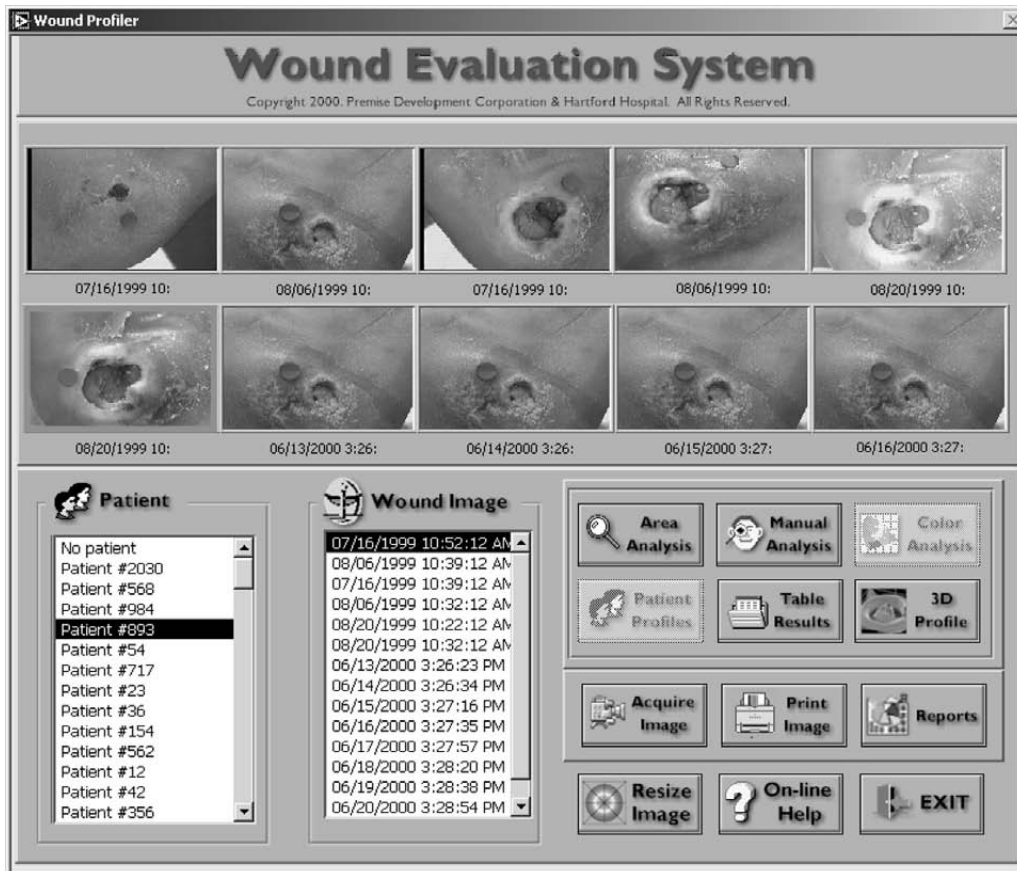 Wound Profiler
Wound Evaluation System
Copyright 2000. Premise Development Corporation & Hartford Hospital. All Rights Reserved.
07/16/1999 10:
08/06/1999 10:
07/16/1999 10:
08/06/1999 10:
08/20/1999 10:
08/20/1999 10:
06/13/2000 3:26:
06/14/2000 3:26:
06/15/2000 3:27:
06/16/2000 3:27:
Patient
No patient
Patient #2030
Patient #568
Patient #984
Patient #893
Patient #54
Patient #717
Patient #23
Patient #36
Patient #154
Patient #562
Patient #12
Patient #42
Patient #356
Wound Image
07/16/1999 10:52:12 AM
08/06/1999 10:39:12 AM
07/16/1999 10:39:12 AM
08/06/1999 10:32:12 AM
08/20/1999 10:22:12 AM
08/20/1999 10:32:12 AM
06/13/2000 3:26:23 PM
06/14/2000 3:26:34 PM
06/15/2000 3:27:16 PM
06/16/2000 3:27:35 PM
06/17/2000 3:27:57 PM
06/18/2000 3:28:20 PM
06/19/2000 3:28:38 PM
06/20/2000 3:28:54 PM
Area
Analysis
Manual
Analysis
Color
Analysis
Patient
Profiles
Table
Results
3D
Profile
Acquire
Image
Print
Image
Reports
Resize
Image
On-line
Help
EXIT